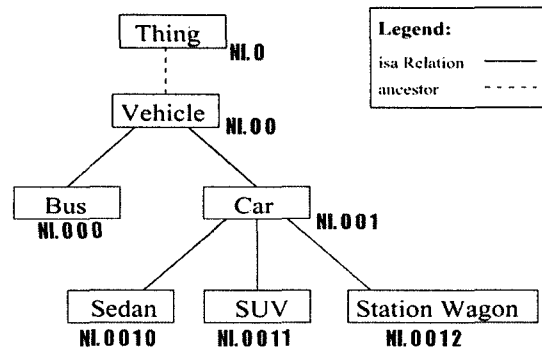 Thing
NI.0
Legend:
isa Relation
ancestor
Vehicle
NI.00
Bus
NI.000
Car
NI.001
Sedan
NI.0010
SUV
NI.0011
Station Wagon
NI.0012